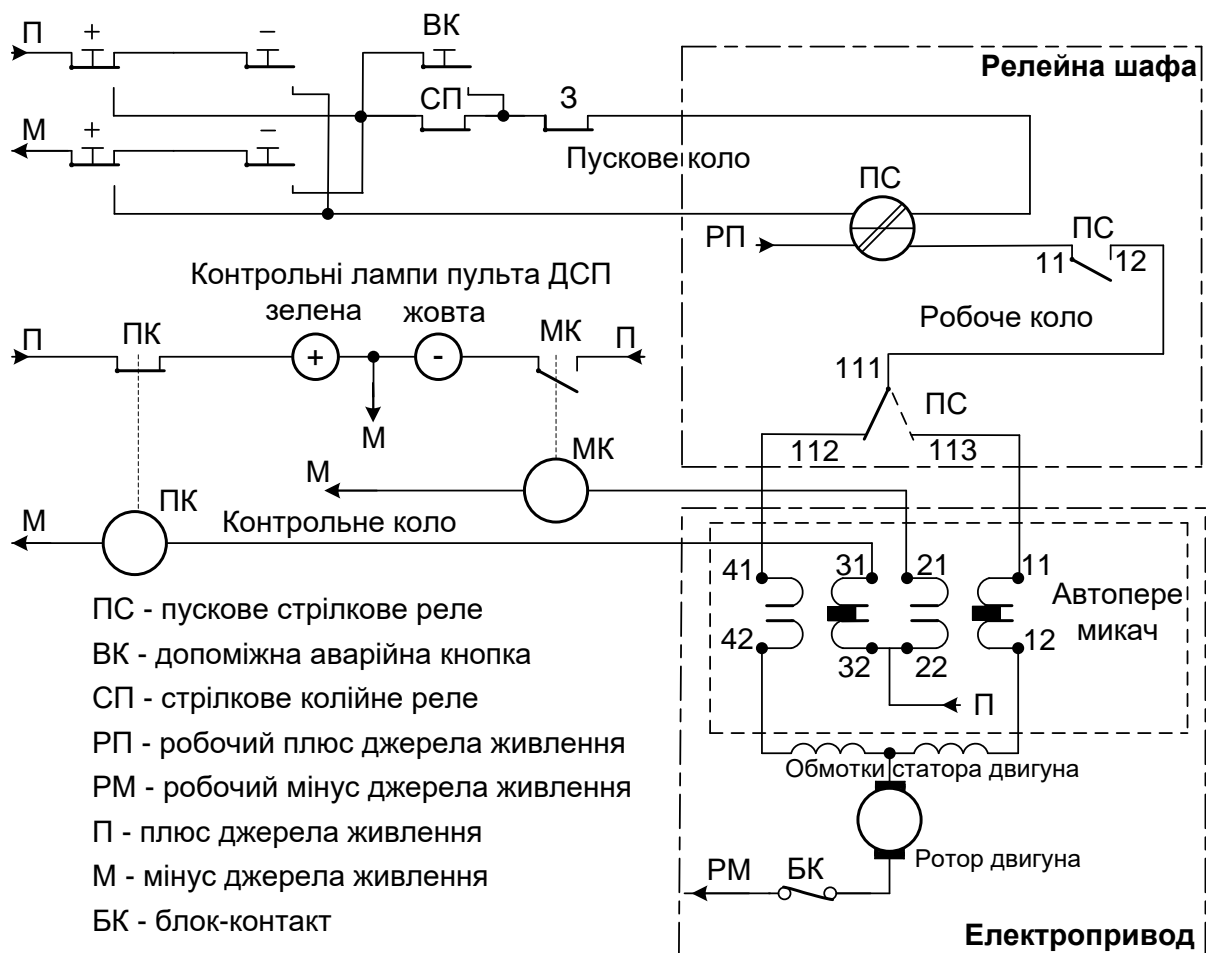 П
+
–
ВК
Релейна шафа
СП
З
М
+
–
Пускове коло
ПС
РП
ПС
11
12
Контрольні лампи пульта ДСП
зелена
жовта
Робоче коло
П
ПК
+
-
МК
П
111
ПС
М
112
113
М
МК
М
ПК
Контрольне коло
41
31
21
11
Автопере
микач
42
32
22
12
П
ПС - пускове стрілкове реле
ВК - допоміжна аварійна кнопка
СП - стрілкове колійне реле
РП - робочий плюс джерела живлення
РМ - робочий мінус джерела живлення
П - плюс джерела живлення
М - мінус джерела живлення
БК - блок-контакт
Обмотки статора двигуна
Ротор двигуна
РМ
БК
Електропривод